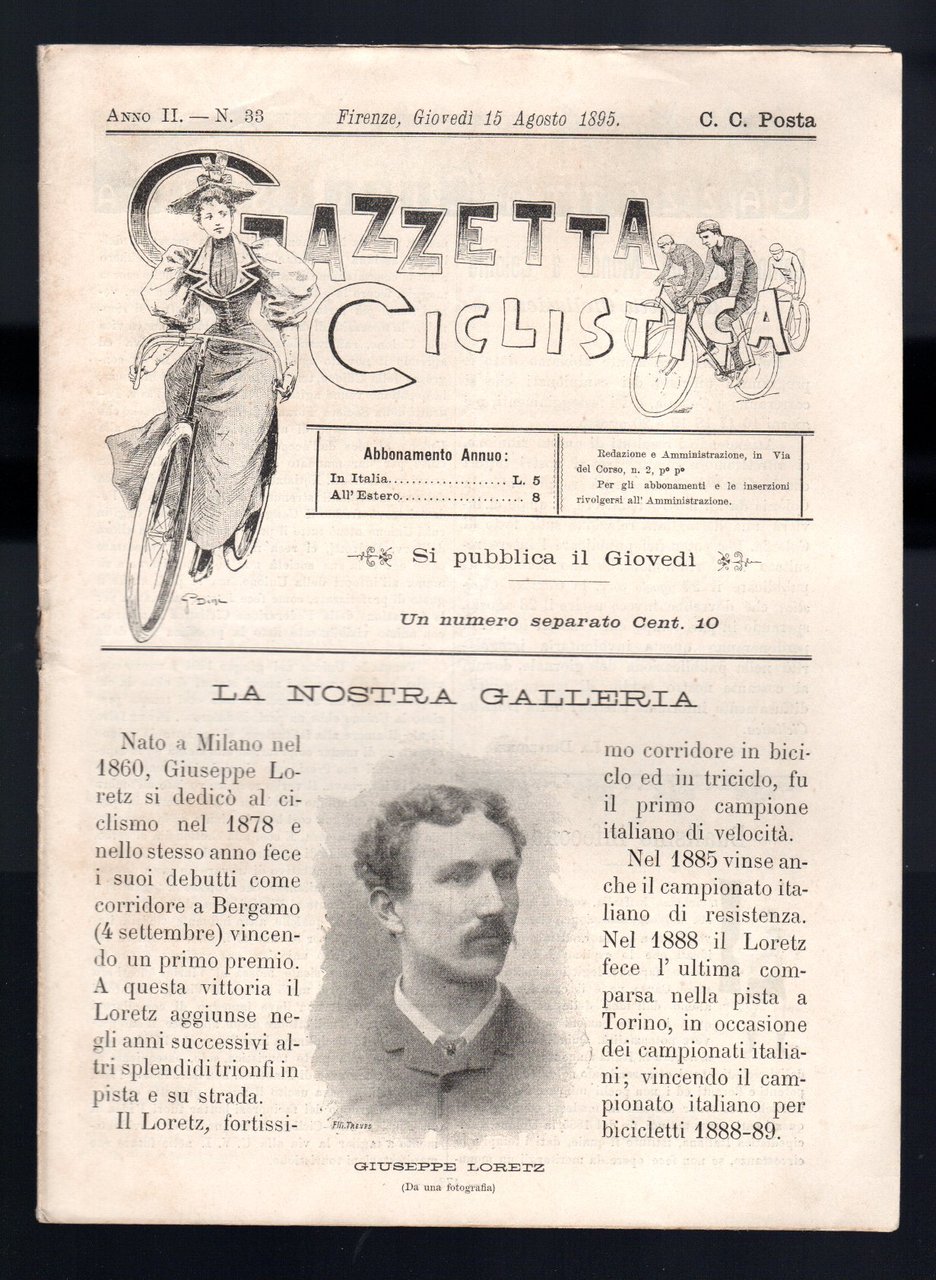 ANNO II. — N. 33 Firenze, Giovedì 15 Agosto 1895. C. C. Posta
GAZZETTA
CICLISTICA
Abbonamento Annuo:
In Italia................... L. 5
All' Estero..................... 8
Redazione e Amministrazione, in Via
del Corso, n. 2, pº pº
Per gli abbonamenti e le inserzioni
rivolgersi all' Amministrazione.
Si pubblica il Giovedì
Un numero separato Cent. 10
LA NOSTRA GALLERIA
Nato a Milano nel
1860, Giuseppe Lo-
retz si dedicò al ci-
clismo nel 1878 e
nello stesso anno fece
i suoi debutti come
corridore a Bergamo
(4 settembre) vincen-
do un primo premio.
A questa vittoria il
Loretz aggiunse ne-
gli anni successivi al-
tri splendidi trionfi in
pista e su strada.
Il Loretz, fortissi-
mo corridore in bici-
clo ed in triciclo, fu
il primo campione
italiano di velocità.
Nel 1885 vinse an-
che il campionato ita-
liano di resistenza.
Nel 1888 il Loretz
fece l' ultima com-
parsa nella pista a
Torino, in occasione
dei campionati italia-
ni; vincendo il cam-
pionato italiano per
bicicletti 1888-89.
Flli. TREVES
GIUSEPPE LORETZ
(Da una fotografia)